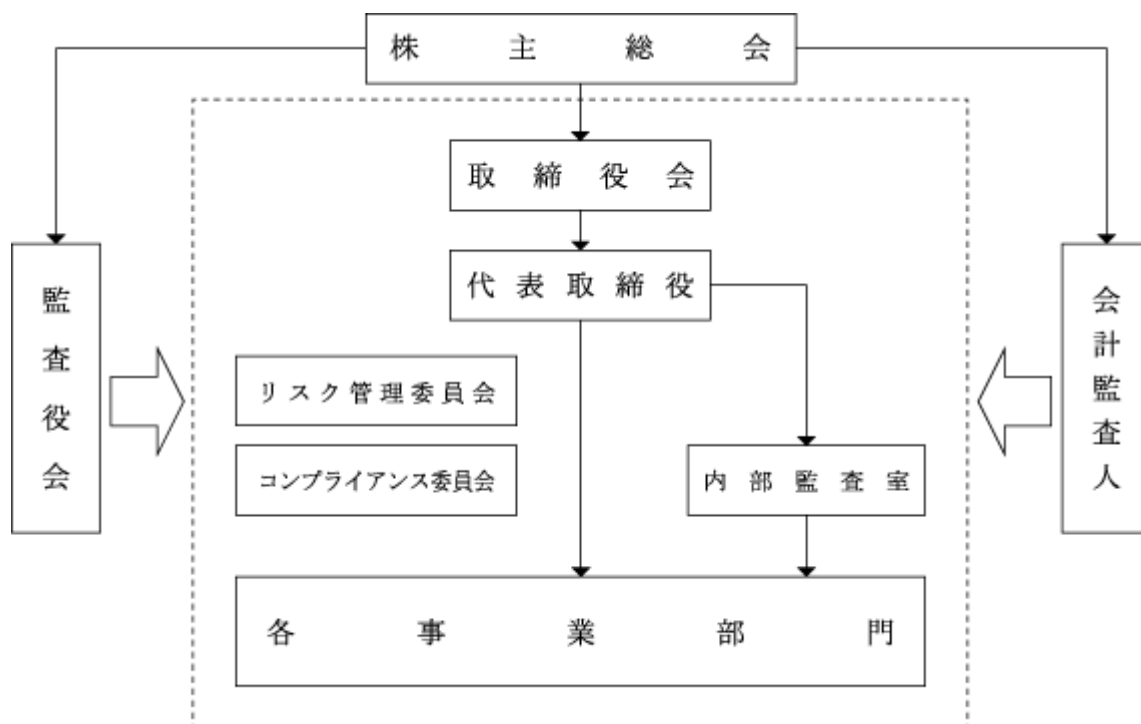 株主総会
取締役会
代表取締役
監査役会
会計監査人
リスク管理委員会
コンプライアンス委員会
内部監査室
各事業部門